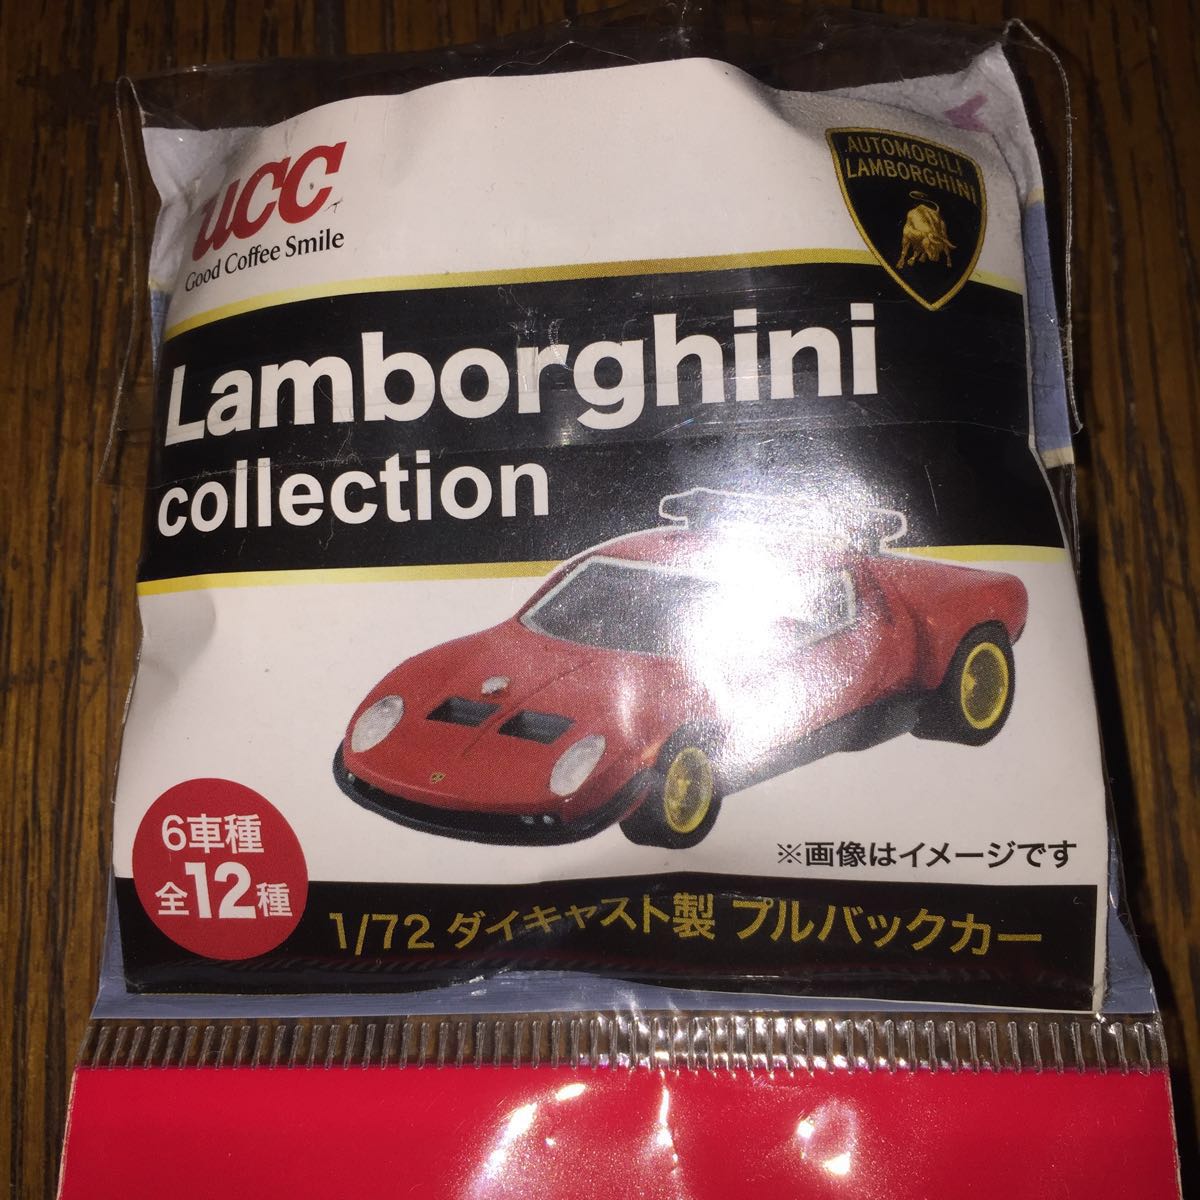 UCC
Good Coffee Smile
AUTOMOBILI
LAMBORGHINI
Lamborghini
collection
6車種
全12種
※画像はイメージです
1/72 ダイキャスト製 プルバックカー